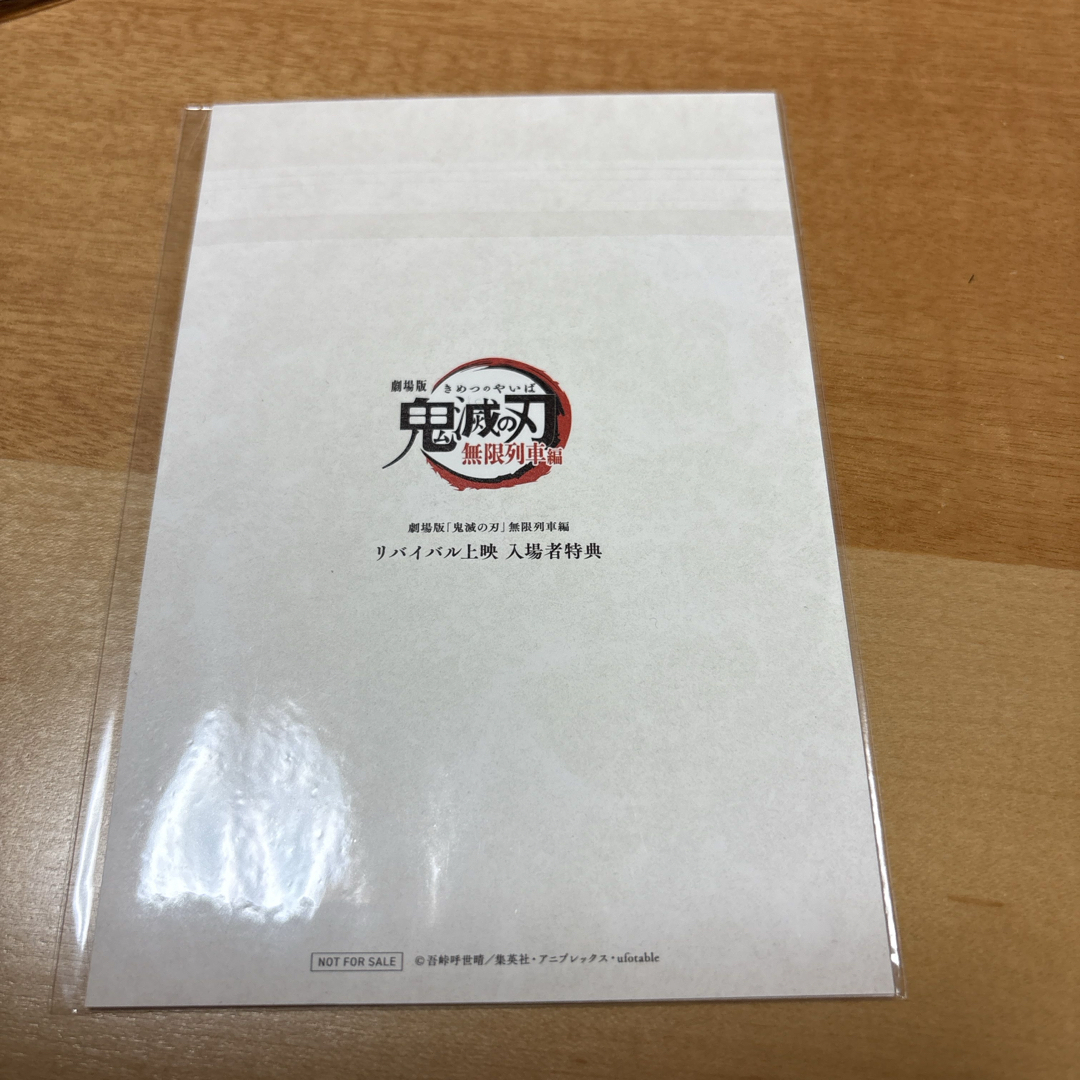 劇場版
きめつのやいば
鬼滅の刃
無限列車編
劇場版「鬼滅の刃」無限列車編
リバイバル上映 入場者特典
NOT FOR SALE ©吾峠呼世晴／集英社・アニプレックス・ufotable